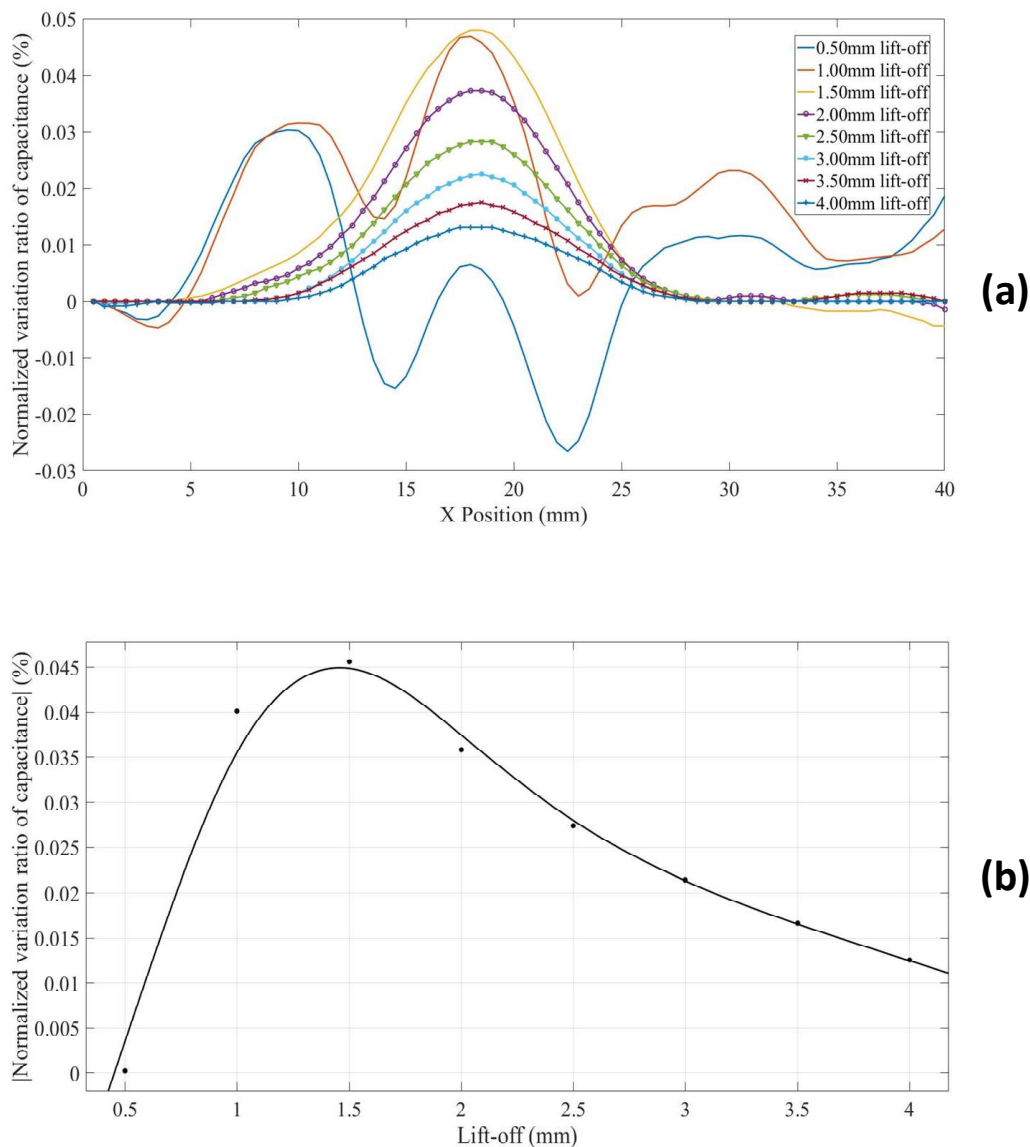 0.05
0.04
0.03
0.02
0.01
0
-0.01
-0.02
-0.03
Normalized variation ratio of capacitance (%)
0.50mm lift-off
1.00mm lift-off
1.50mm lift-off
2.00mm lift-off
2.50mm lift-off
3.00mm lift-off
3.50mm lift-off
4.00mm lift-off
(a)
0 5 10 15 20 25 30 35 40
X Position (mm)
|Normalized variation ratio of capacitance| (%)
0.045
0.04
0.035
0.03
0.025
0.02
0.015
0.01
0.005
0
(b)
0.5 1 1.5 2 2.5 3 3.5 4
Lift-off (mm)